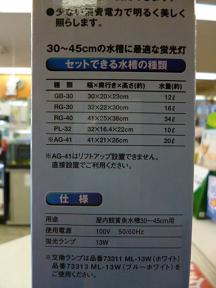 ●少ない消費電力で明るく美しく
照らします。
30～45cmの水槽に最適な蛍光灯
セットできる水槽の種類
種類 幅×奥行き×高さ(約) 水量(約)
GB-30 30×20×23cm 12ℓ
RG-30 32×22×30cm 16ℓ
RG-40 41×25×36cm 34ℓ
PL-32 32×16.4×22cm 10ℓ
※AG-41 41×21×26cm 20ℓ
※AG-41はリフトアップ設置できません。
直接設置でご利用ください。
仕様
用途 屋内観賞魚水槽30～45cm用
使用電源 100V 50/60Hz
蛍光ランプ 13W
※交換ランプは品番73311 ML-13W(ホワイト)
品番73313 ML-13W(ブルーホワイト)を
ご使用ください。